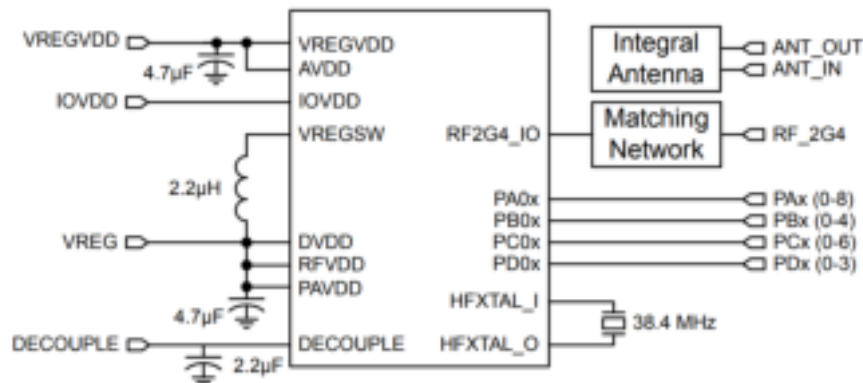 VREGVDD
4.7µF
VREGVDD
AVDD
IOVDD
IOVDD
VREGSW
2.2µH
VREG
DVDD
RFVDD
PAVDD
4.7µF
DECOUPLE
DECOUPLE
2.2µF
RF2G4_IO
PA0x
PB0x
PC0x
PD0x
HFXTAL_I
HFXTAL_O
38.4 MHz
Integral
Antenna
ANT_OUT
ANT_IN
Matching
Network
RF_2G4
PAx (0-8)
PBx (0-4)
PCx (0-6)
PDx (0-3)